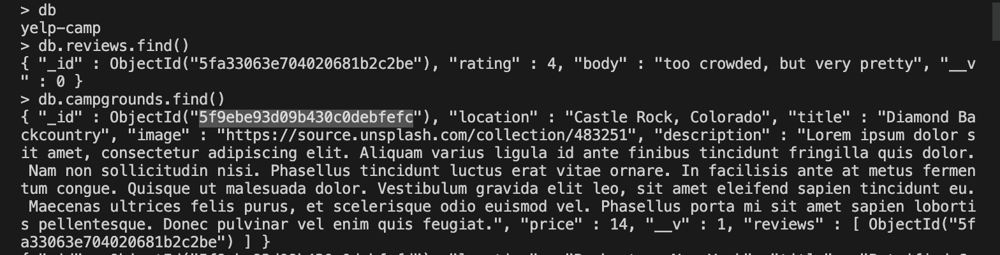 > db
yelp-camp
> db.reviews.find()
{ "_id" : ObjectId("5fa33063e704020681b2c2be"), "rating" : 4, "body" : "too crowded, but very pretty", "__v
" : 0 }
> db.campgrounds.find()
{ "_id" : ObjectId("5f9ebe93d09b430c0debfefc"), "location" : "Castle Rock, Colorado", "title" : "Diamond Ba
ckcountry", "image" : "https://source.unsplash.com/collection/483251", "description" : "Lorem ipsum dolor s
it amet, consectetur adipiscing elit. Aliquam varius ligula id ante finibus tincidunt fringilla quis dolor.
 Nam non sollicitudin nisi. Phasellus tincidunt luctus erat vitae ornare. In facilisis ante at metus fermen
tum congue. Quisque ut malesuada dolor. Vestibulum gravida elit leo, sit amet eleifend sapien tincidunt eu.
 Maecenas ultrices felis purus, et scelerisque odio euismod vel. Phasellus porta mi sit amet sapien loborti
s pellentesque. Donec pulvinar vel enim quis feugiat.", "price" : 14, "__v" : 1, "reviews" : [ ObjectId("5f
a33063e704020681b2c2be") ] }